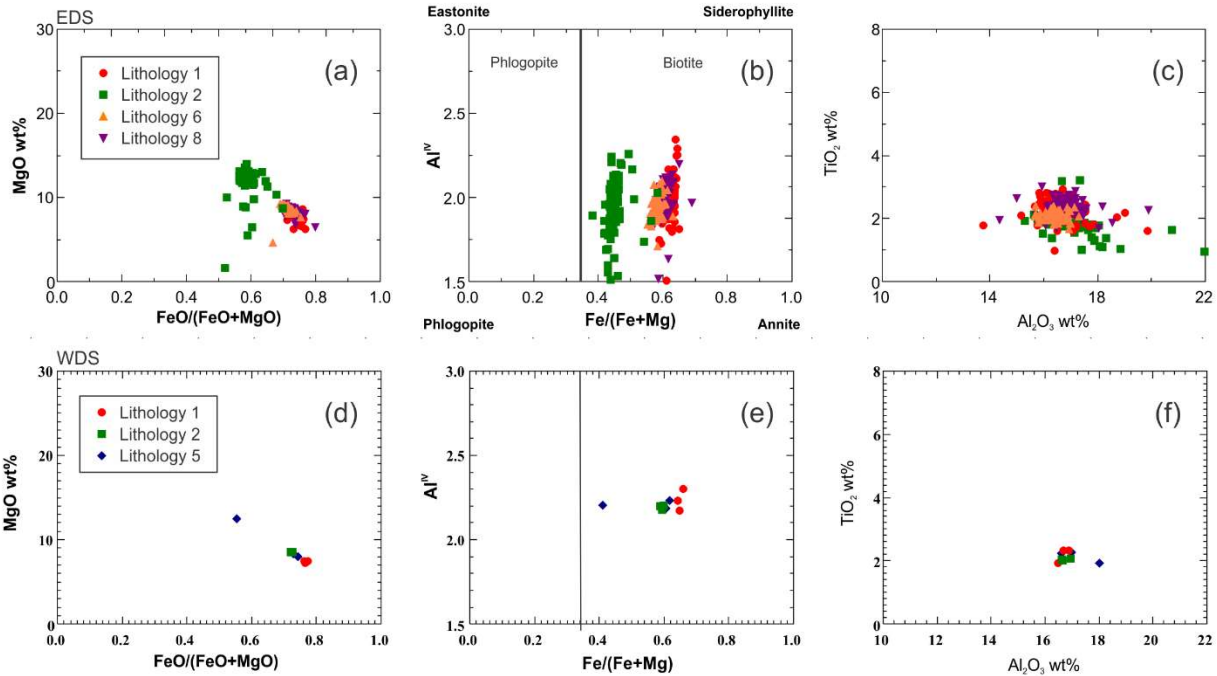 EDS
MgO wt%
30
20
10
0
Lithology 1
Lithology 2
Lithology 6
Lithology 8
(a)
0.0 0.2 0.4 0.6 0.8 1.0
FeO/(FeO+MgO)
Eastonite Siderophyllite
Al^IV
3.0
2.5
2.0
1.5
Phlogopite Biotite
(b)
0.0 0.2 0.4 0.6 0.8 1.0
Fe/(Fe+Mg)
Phlogopite Annite
TiO₂ wt%
8
6
4
2
0
(c)
10 14 18 22
Al₂O₃ wt%
WDS
MgO wt%
30
20
10
0
Lithology 1
Lithology 2
Lithology 5
(d)
0.0 0.2 0.4 0.6 0.8 1.0
FeO/(FeO+MgO)
Al^IV
3.0
2.5
2.0
1.5
(e)
0.0 0.2 0.4 0.6 0.8 1.0
Fe/(Fe+Mg)
TiO₂ wt%
8
6
4
2
0
(f)
10 12 14 16 18 20 22
Al₂O₃ wt%